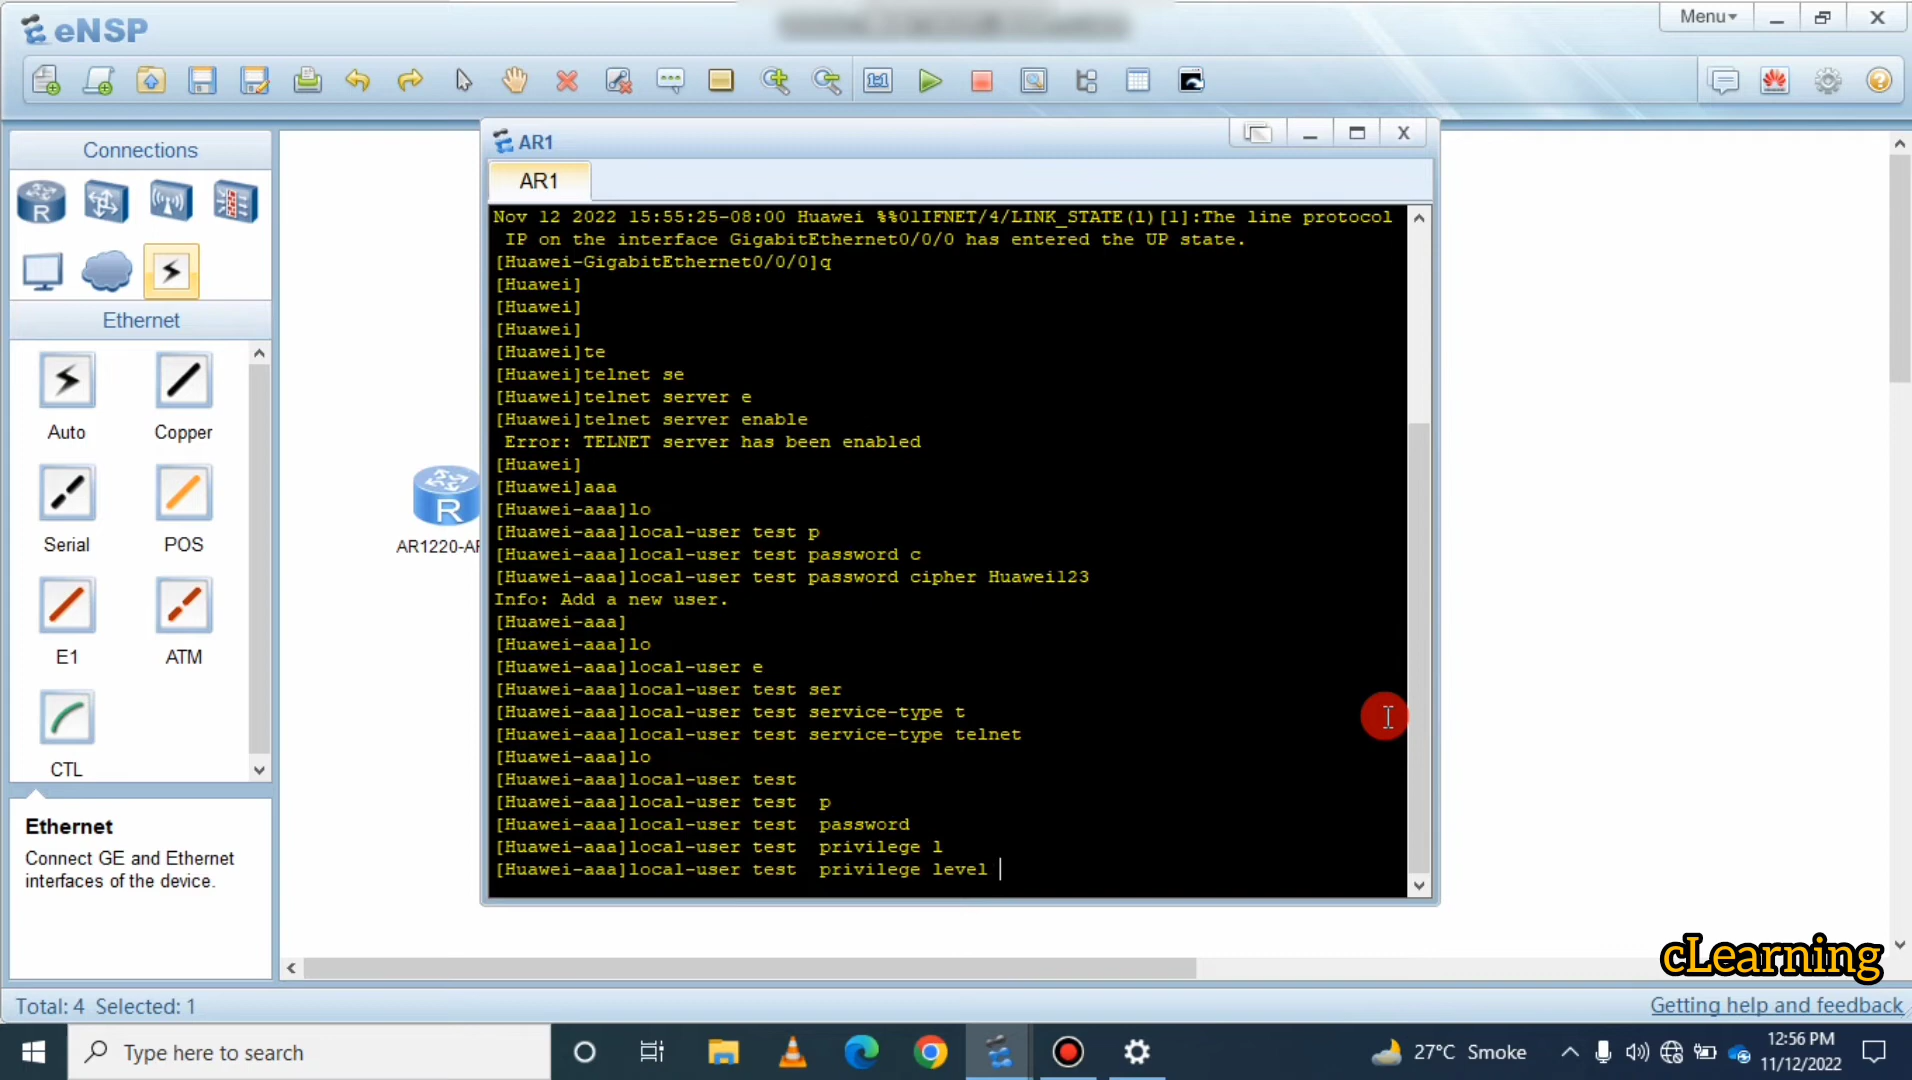 eNSP
Menu
Connections
Ethernet
Auto
Copper
Serial
POS
E1
ATM
CTL
Ethernet
Connect GE and Ethernet
interfaces of the device.
R
AR1220-AR
AR1
AR1
Nov 12 2022 15:55:25-08:00 Huawei %%01IFNET/4/LINK_STATE(l)[1]:The line protocol
IP on the interface GigabitEthernet0/0/0 has entered the UP state.
[Huawei-GigabitEthernet0/0/0]q
[Huawei]
[Huawei]
[Huawei]
[Huawei]te
[Huawei]telnet se
[Huawei]telnet server e
[Huawei]telnet server enable
Error: TELNET server has been enabled
[Huawei]
[Huawei]aaa
[Huawei-aaa]lo
[Huawei-aaa]local-user test p
[Huawei-aaa]local-user test password c
[Huawei-aaa]local-user test password cipher Huawei123
Info: Add a new user.
[Huawei-aaa]
[Huawei-aaa]lo
[Huawei-aaa]local-user e
[Huawei-aaa]local-user test ser
[Huawei-aaa]local-user test service-type t
[Huawei-aaa]local-user test service-type telnet
[Huawei-aaa]lo
[Huawei-aaa]local-user test
[Huawei-aaa]local-user test  p
[Huawei-aaa]local-user test  password
[Huawei-aaa]local-user test  privilege l
[Huawei-aaa]local-user test  privilege level
cLearning
Total: 4 Selected: 1
Getting help and feedback
Type here to search
27°C Smoke
12:56 PM
11/12/2022